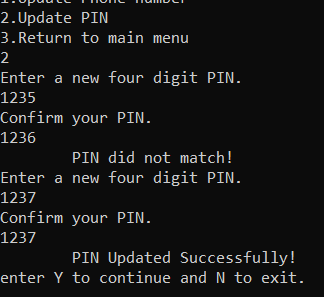 1.Update Phone number
2.Update PIN
3.Return to main menu
2
Enter a new four digit PIN.
1235
Confirm your PIN.
1236
PIN did not match!
Enter a new four digit PIN.
1237
Confirm your PIN.
1237
PIN Updated Successfully!
enter Y to continue and N to exit.